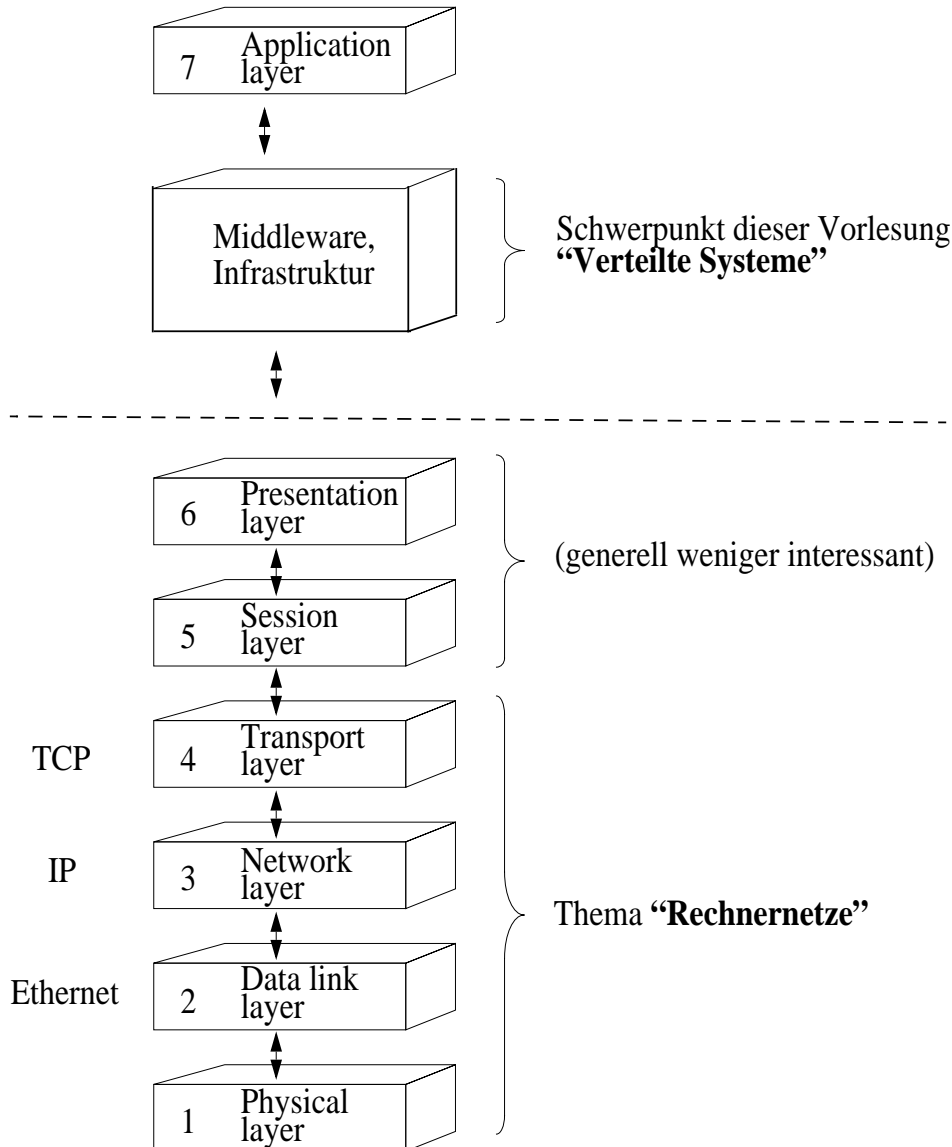 7 Application
layer
Middleware,
Infrastruktur
Schwerpunkt dieser Vorlesung
“Verteilte Systeme”
6 Presentation
layer
(generell weniger interessant)
5 Session
layer
TCP
4 Transport
layer
IP
3 Network
layer
Thema “Rechnernetze”
Ethernet
2 Data link
layer
1 Physical
layer